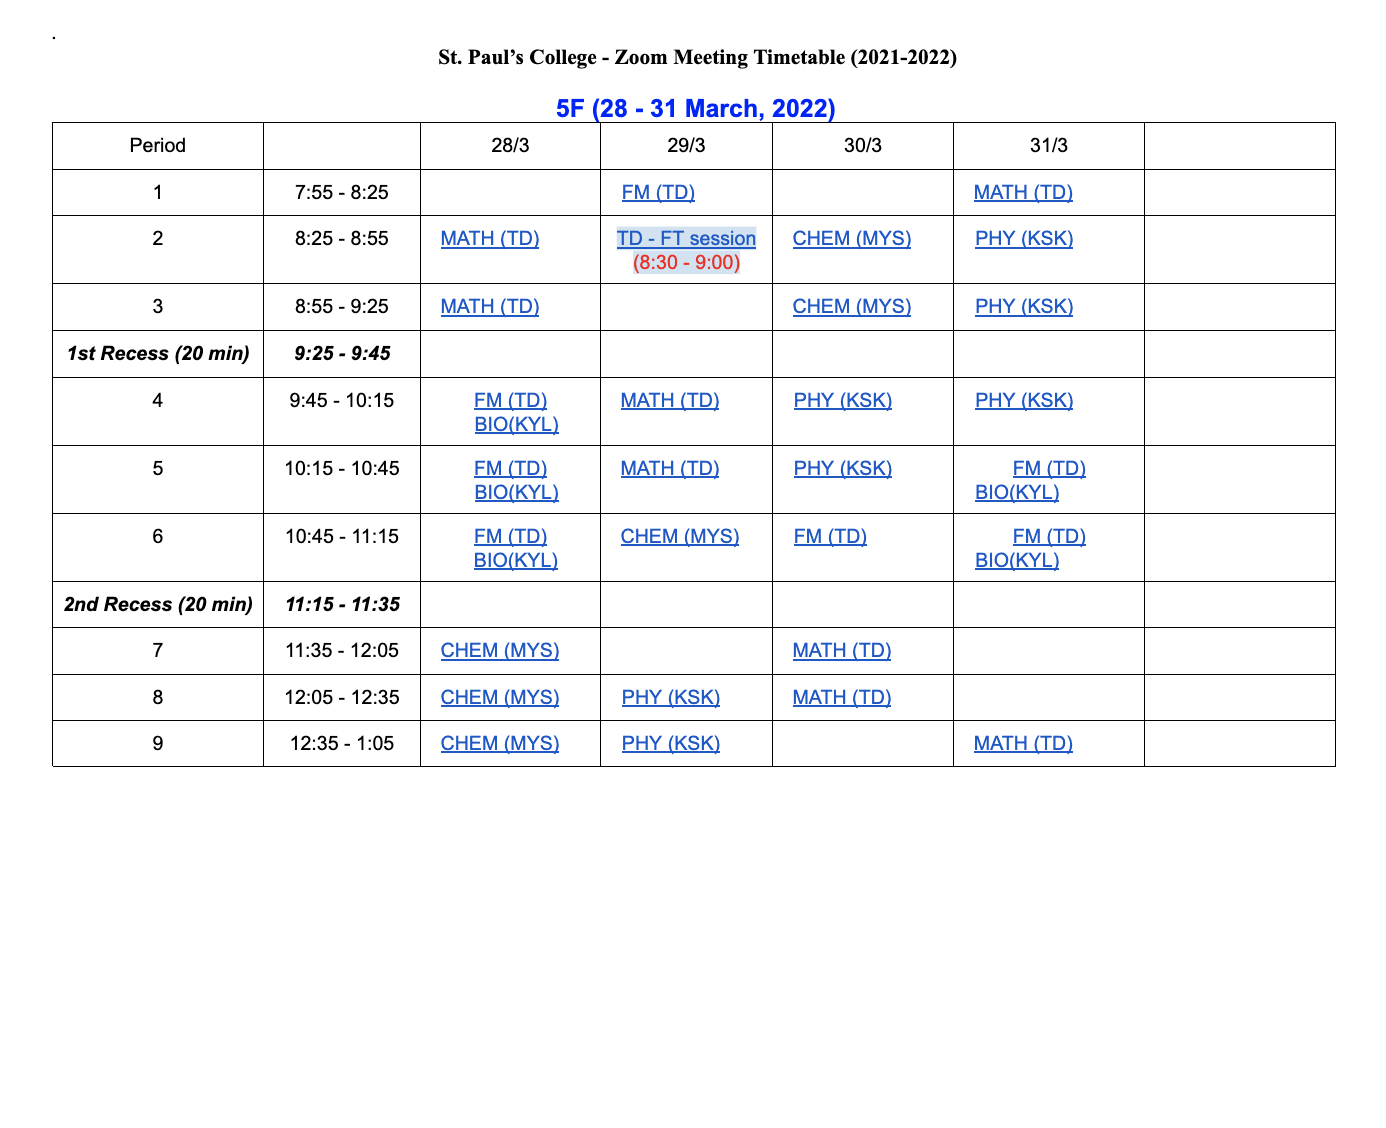 .
St. Paul’s College - Zoom Meeting Timetable (2021-2022)
5F (28 - 31 March, 2022)
Period 28/3 29/3 30/3 31/3
1 7:55 - 8:25 FM (TD) MATH (TD)
2 8:25 - 8:55 MATH (TD) TD - FT session CHEM (MYS) PHY (KSK)
(8:30 - 9:00)
3 8:55 - 9:25 MATH (TD) CHEM (MYS) PHY (KSK)
1st Recess (20 min) 9:25 - 9:45
4 9:45 - 10:15 FM (TD) MATH (TD) PHY (KSK) PHY (KSK)
BIO(KYL)
5 10:15 - 10:45 FM (TD) MATH (TD) PHY (KSK) FM (TD)
BIO(KYL) BIO(KYL)
6 10:45 - 11:15 FM (TD) CHEM (MYS) FM (TD) FM (TD)
BIO(KYL) BIO(KYL)
2nd Recess (20 min) 11:15 - 11:35
7 11:35 - 12:05 CHEM (MYS) MATH (TD)
8 12:05 - 12:35 CHEM (MYS) PHY (KSK) MATH (TD)
9 12:35 - 1:05 CHEM (MYS) PHY (KSK) MATH (TD)